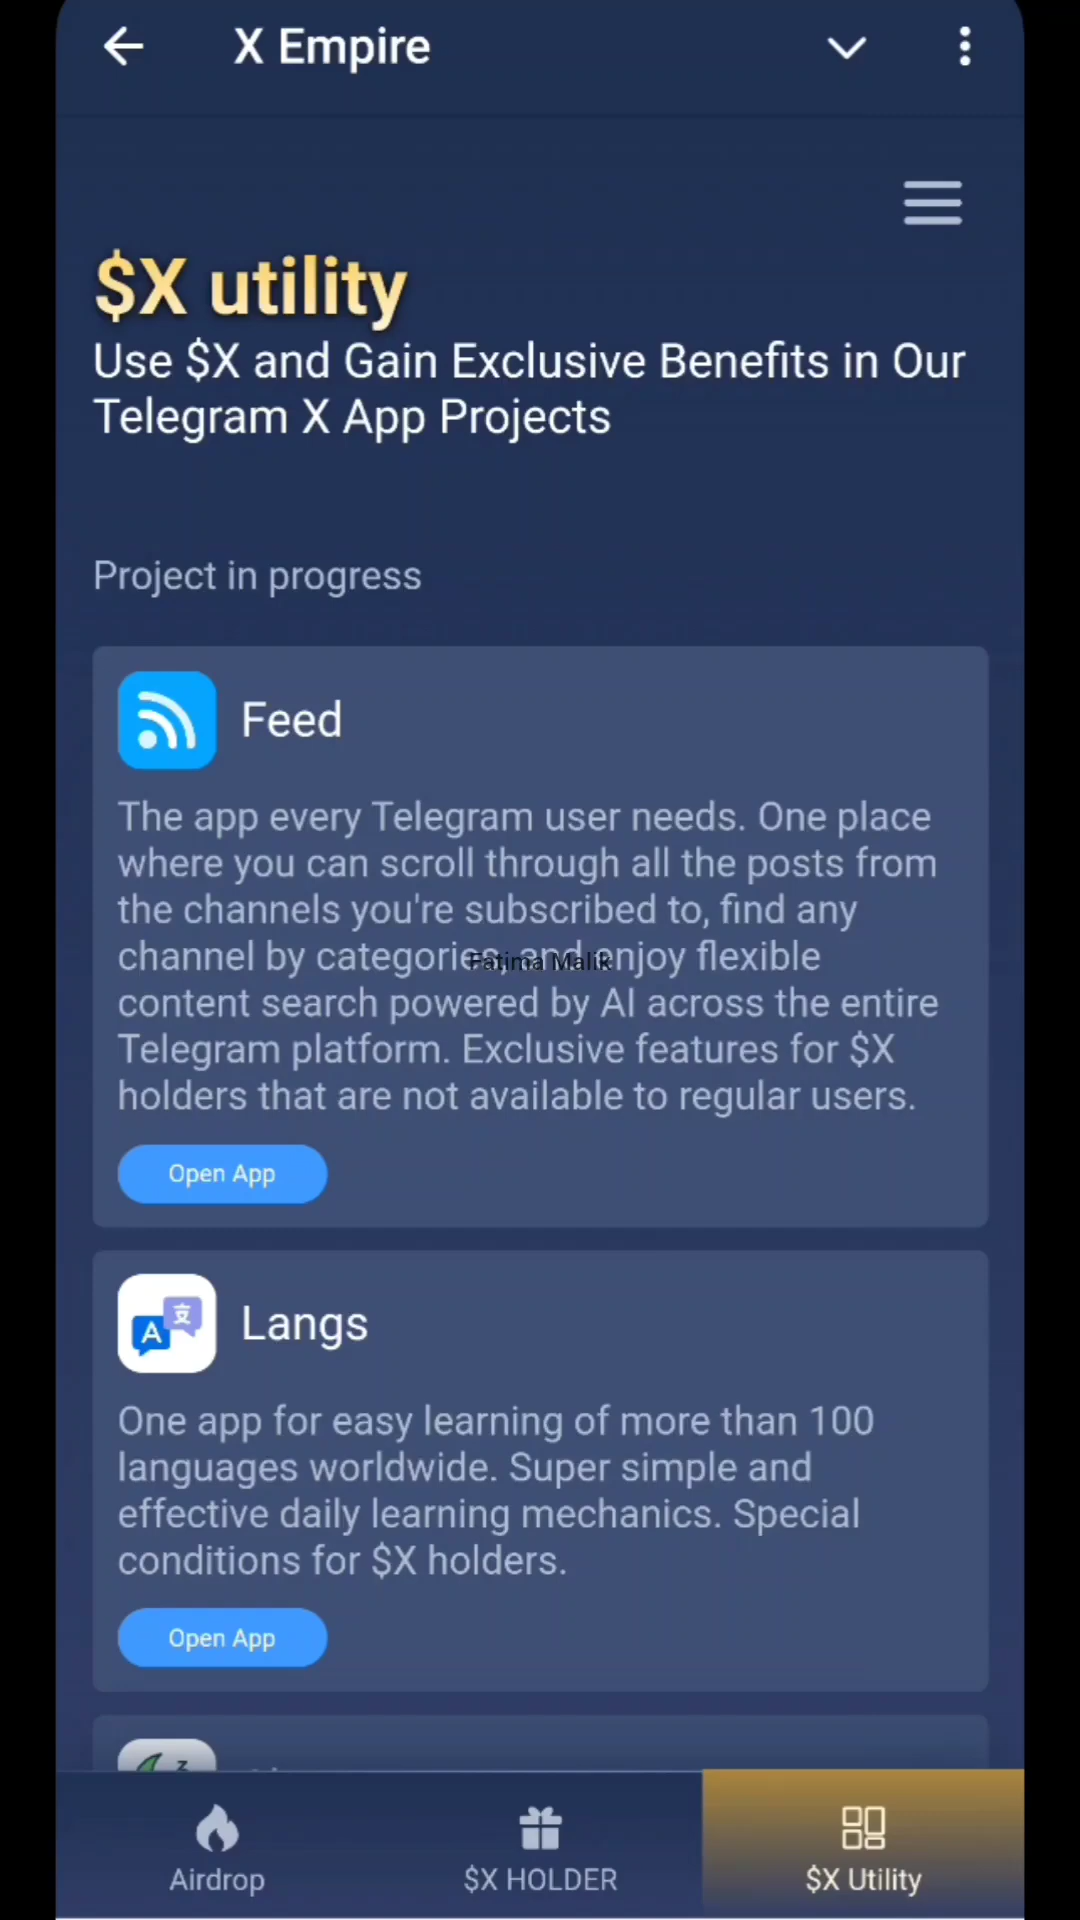 X Empire
$X utility
Use $X and Gain Exclusive Benefits in Our
Telegram X App Projects
Project in progress
Feed
The app every Telegram user needs. One place
where you can scroll through all the posts from
the channels you're subscribed to, find any
channel by categories, and enjoy flexible
Fatima Malik
content search powered by AI across the entire
Telegram platform. Exclusive features for $X
holders that are not available to regular users.
Open App
A 文
Langs
One app for easy learning of more than 100
languages worldwide. Super simple and
effective daily learning mechanics. Special
conditions for $X holders.
Open App
z
Airdrop
$X HOLDER
$X Utility